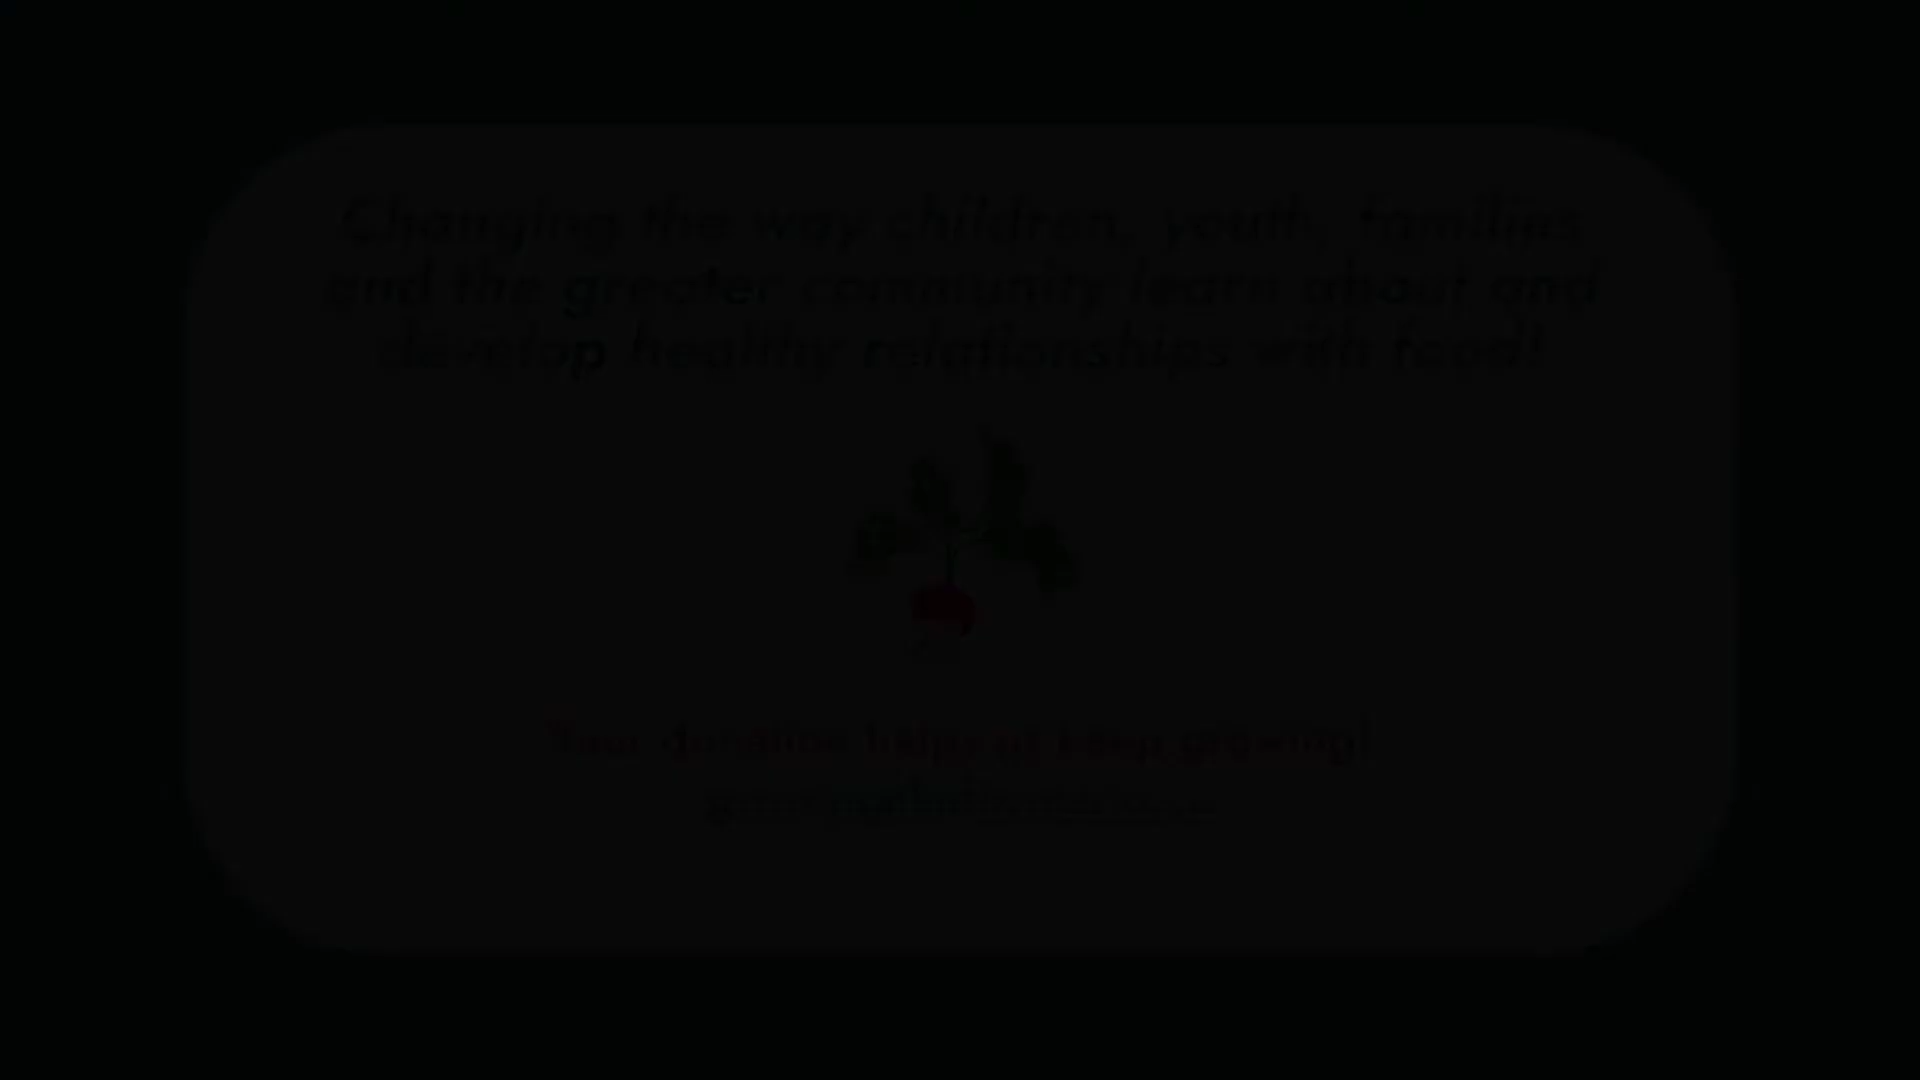 Changing the way children, youth, families
and the greater community learn about and
develop healthy relationships with food!
Your donation helps us keep growing!